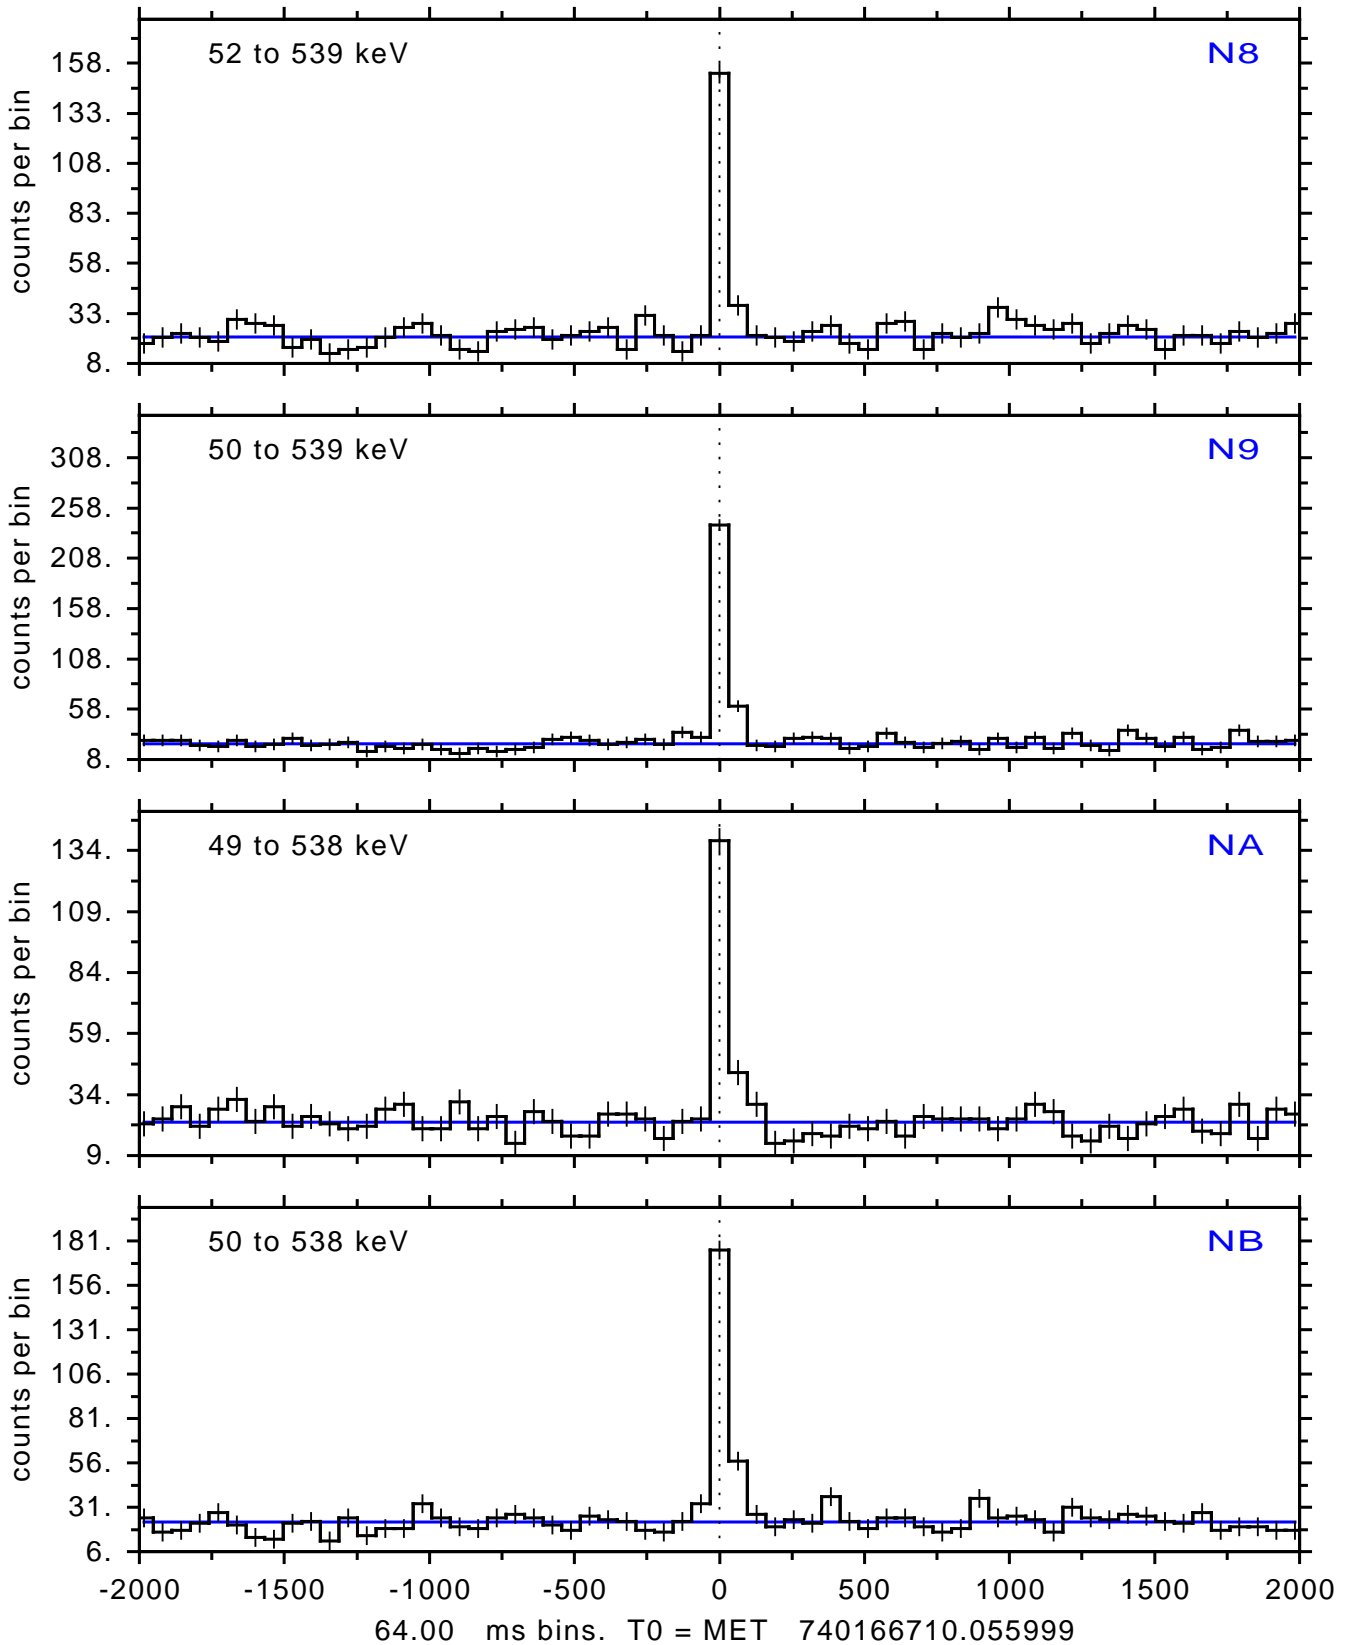 52 to 539 keV N8
counts per bin
158.
133.
108.
83.
58.
33.
8.
50 to 539 keV N9
counts per bin
308.
258.
208.
158.
108.
58.
8.
49 to 538 keV NA
counts per bin
134.
109.
84.
59.
34.
9.
50 to 538 keV NB
counts per bin
181.
156.
131.
106.
81.
56.
31.
6.
-2000 -1500 -1000 -500 0 500 1000 1500 2000
64.00 ms bins. T0 = MET 740166710.055999